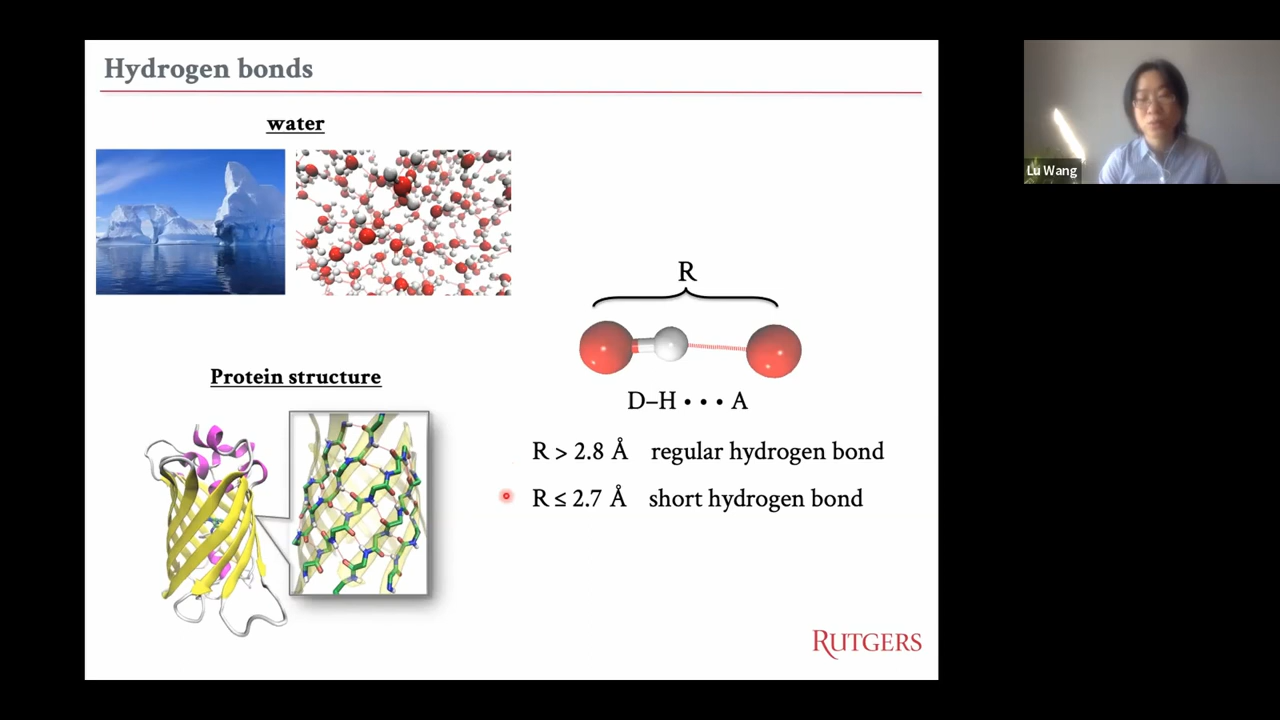 Hydrogen bonds
water
R
D–H • • • A
Protein structure
R > 2.8 Å regular hydrogen bond
R ≤ 2.7 Å short hydrogen bond
RUTGERS
Lu Wang